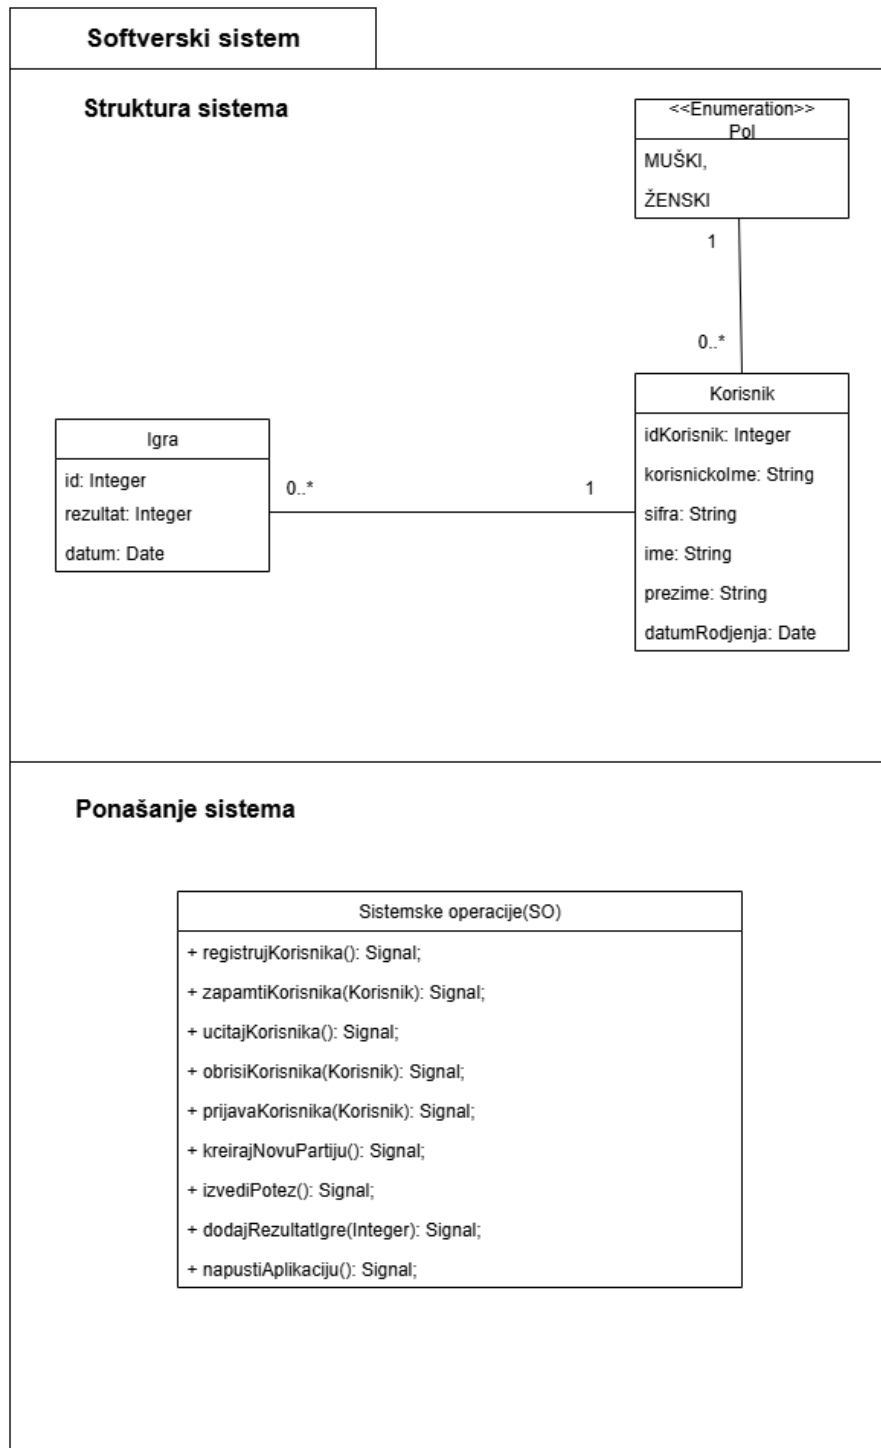 Softverski sistem
Struktura sistema
<<Enumeration>>
Pol
MUŠKI,
ŽENSKI
1
0..*
Korisnik
idKorisnik: Integer
korisnickoIme: String
sifra: String
ime: String
prezime: String
datumRodjenja: Date
Igra
id: Integer
rezultat: Integer
datum: Date
0..*
1
Ponašanje sistema
Sistemske operacije(SO)
+ registrujKorisnika(): Signal;
+ zapamtiKorisnika(Korisnik): Signal;
+ ucitajKorisnika(): Signal;
+ obrisiKorisnika(Korisnik): Signal;
+ prijavaKorisnika(Korisnik): Signal;
+ kreirajNovuPartiju(): Signal;
+ izvediPotez(): Signal;
+ dodajRezultatIgre(Integer): Signal;
+ napustiAplikaciju(): Signal;